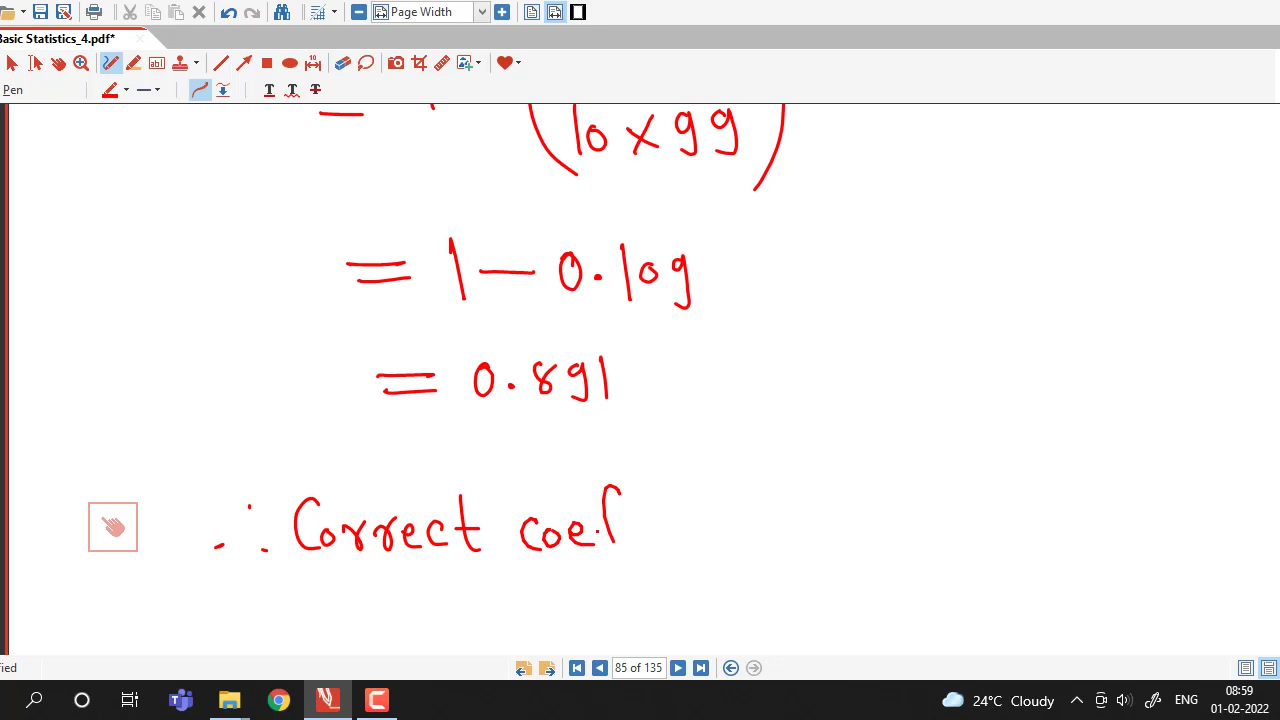 Page Width
Basic Statistics_4.pdf*
Pen
(10 × 99)
= 1 — 0.109
= 0.891
∴ Correct coef
85 of 135
fied
24°C Cloudy
ENG
08:59
01-02-2022